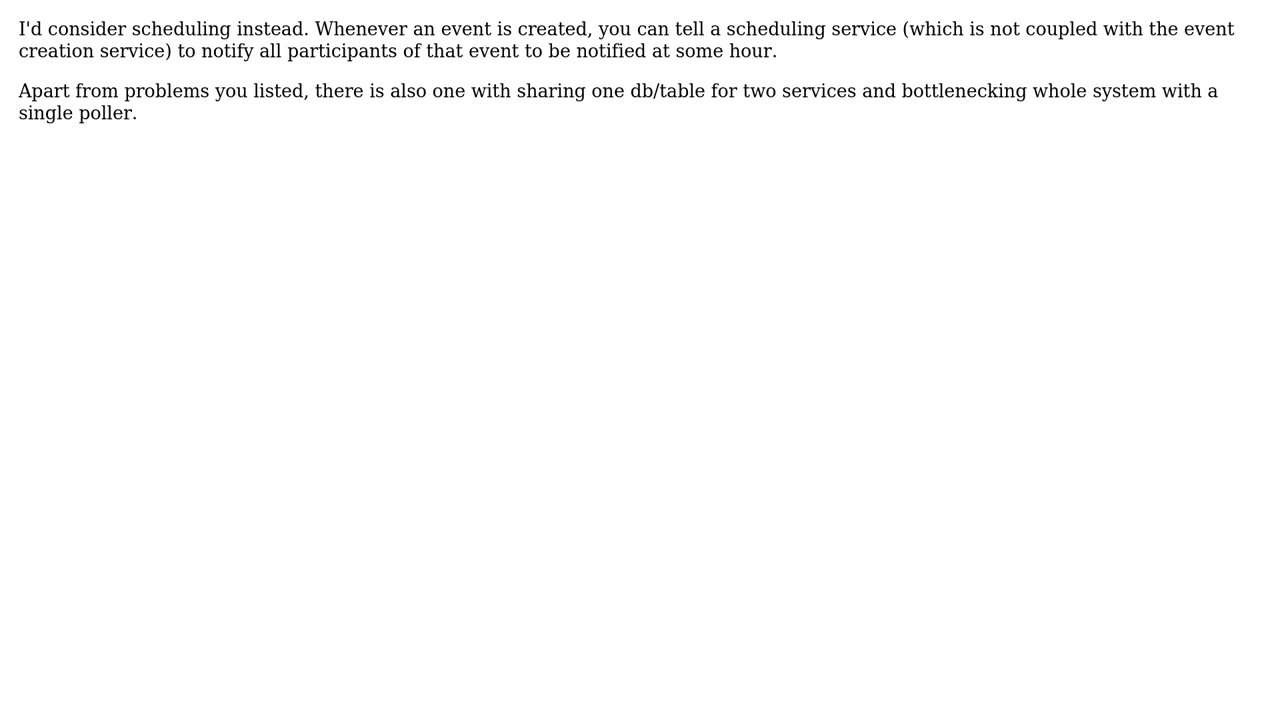 I'd consider scheduling instead. Whenever an event is created, you can tell a scheduling service (which is not coupled with the event
creation service) to notify all participants of that event to be notified at some hour.
Apart from problems you listed, there is also one with sharing one db/table for two services and bottlenecking whole system with a
single poller.